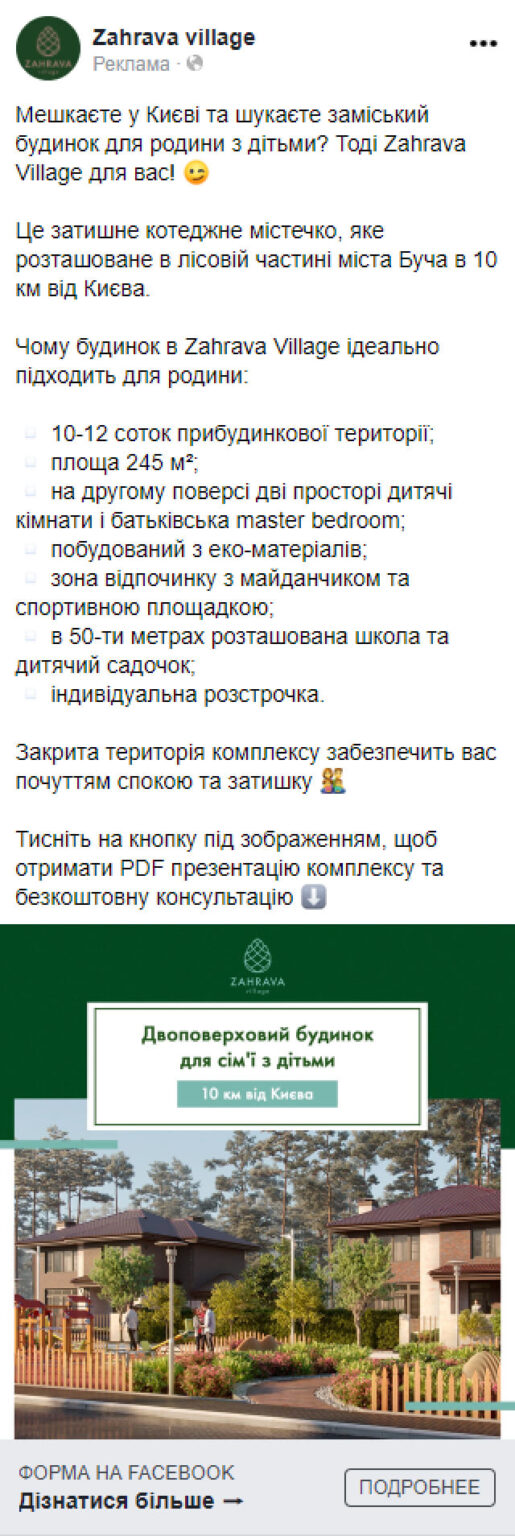 ZAHRAVA
village
Zahrava village
Реклама ·
Мешкаєте у Києві та шукаєте заміський
будинок для родини з дітьми? Тоді Zahrava
Village для вас! 😉
Це затишне котеджне містечко, яке
розташоване в лісовій частині міста Буча в 10
км від Києва.
Чому будинок в Zahrava Village ідеально
підходить для родини:
10-12 соток прибудинкової території;
площа 245 м²;
на другому поверсі дві просторі дитячі
кімнати і батьківська master bedroom;
побудований з еко-матеріалів;
зона відпочинку з майданчиком та
спортивною площадкою;
в 50-ти метрах розташована школа та
дитячий садочок;
індивідуальна розстрочка.
Закрита територія комплексу забезпечить вас
почуттям спокою та затишку
Тисніть на кнопку під зображенням, щоб
отримати PDF презентацію комплексу та
безкоштовну консультацію ⬇️
ZAHRAVA
village
Двоповерховий будинок
для сім'ї з дітьми
10 км від Києва
ФОРМА НА FACEBOOK
Дізнатися більше →
ПОДРОБНЕЕ